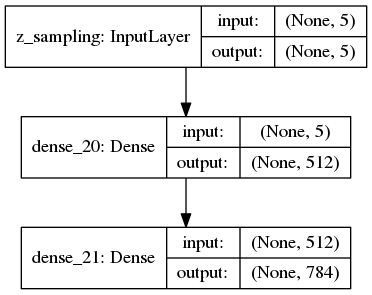 z_sampling: InputLayer
input: (None, 5)
output: (None, 5)
dense_20: Dense
input: (None, 5)
output: (None, 512)
dense_21: Dense
input: (None, 512)
output: (None, 784)